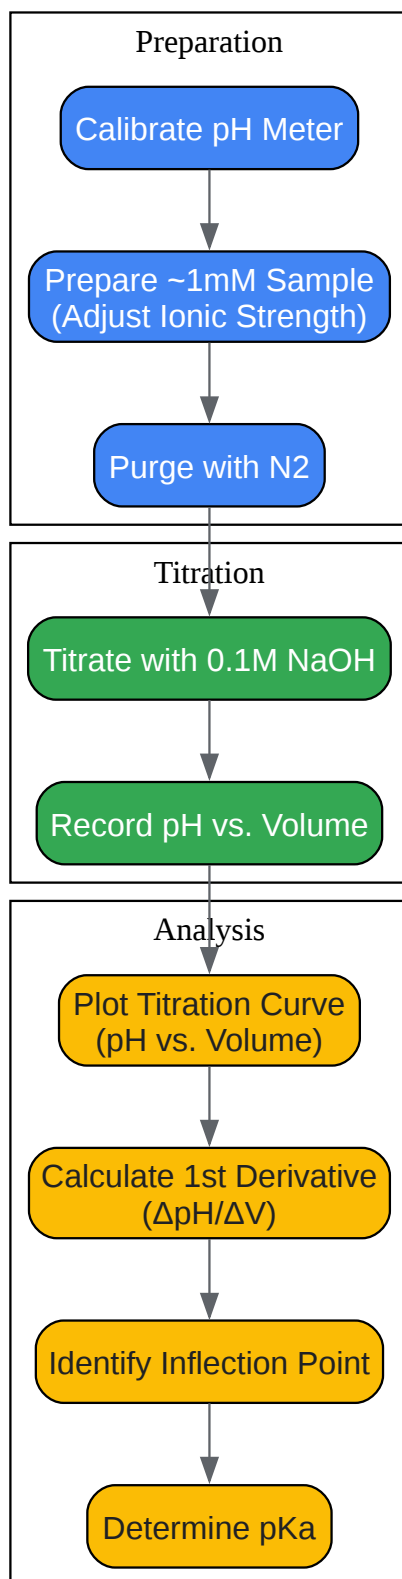 Preparation
Calibrate pH Meter
Prepare ~1mM Sample
(Adjust Ionic Strength)
Purge with N2
Titration
Titrate with 0.1M NaOH
Record pH vs. Volume
Analysis
Plot Titration Curve
(pH vs. Volume)
Calculate 1st Derivative
(ΔpH/ΔV)
Identify Inflection Point
Determine pKa